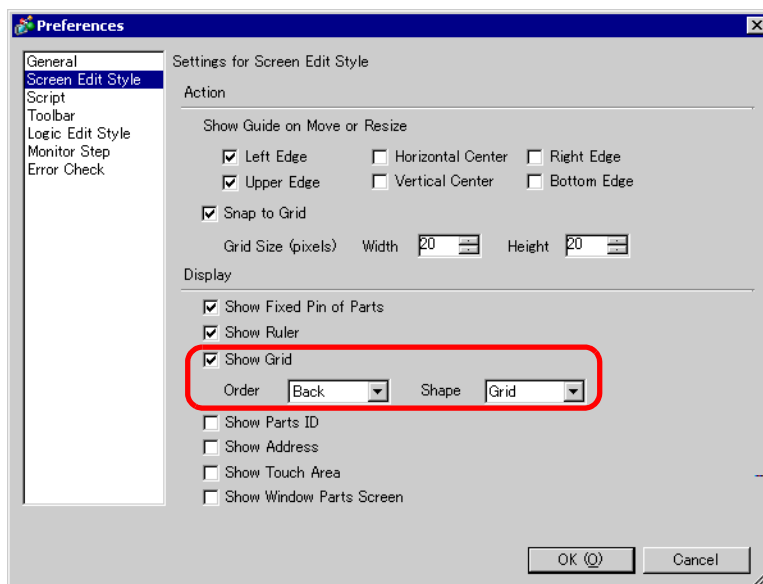 Preferences
General
Screen Edit Style
Script
Toolbar
Logic Edit Style
Monitor Step
Error Check
Settings for Screen Edit Style
Action
Show Guide on Move or Resize
Left Edge Horizontal Center Right Edge
Upper Edge Vertical Center Bottom Edge
Snap to Grid
Grid Size (pixels) Width 20 Height 20
Display
Show Fixed Pin of Parts
Show Ruler
Show Grid
Order Back Shape Grid
Show Parts ID
Show Address
Show Touch Area
Show Window Parts Screen
OK (O) Cancel